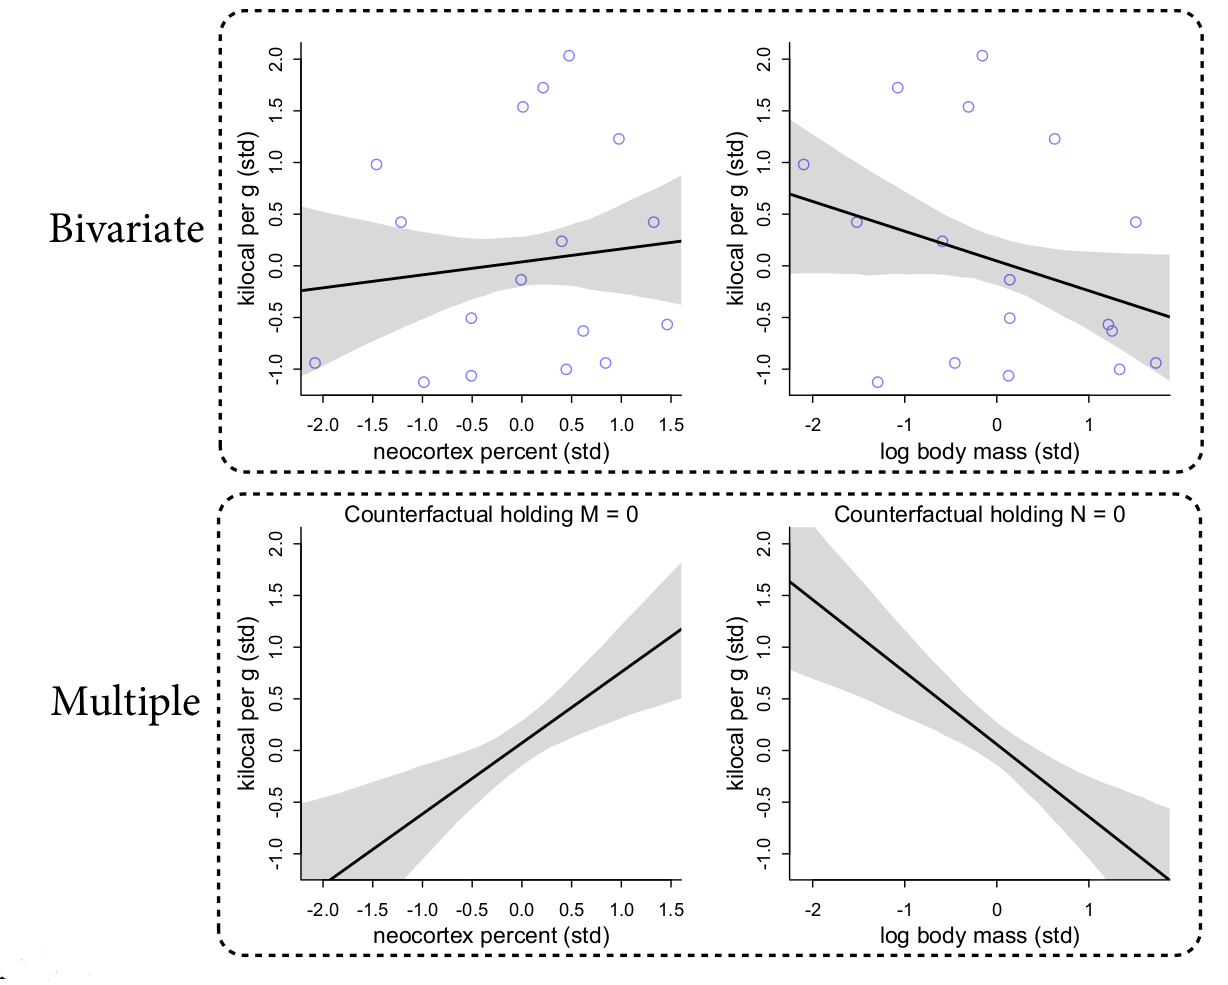 Bivariate
kilocal per g (std)
2.0
1.5
1.0
0.5
0.0
-0.5
-1.0
-2.0 -1.5 -1.0 -0.5 0.0 0.5 1.0 1.5
neocortex percent (std)
kilocal per g (std)
2.0
1.5
1.0
0.5
0.0
-0.5
-1.0
-2 -1 0 1
log body mass (std)
Multiple
Counterfactual holding M = 0
kilocal per g (std)
2.0
1.5
1.0
0.5
0.0
-0.5
-1.0
-2.0 -1.5 -1.0 -0.5 0.0 0.5 1.0 1.5
neocortex percent (std)
Counterfactual holding N = 0
kilocal per g (std)
2.0
1.5
1.0
0.5
0.0
-0.5
-1.0
-2 -1 0 1
log body mass (std)